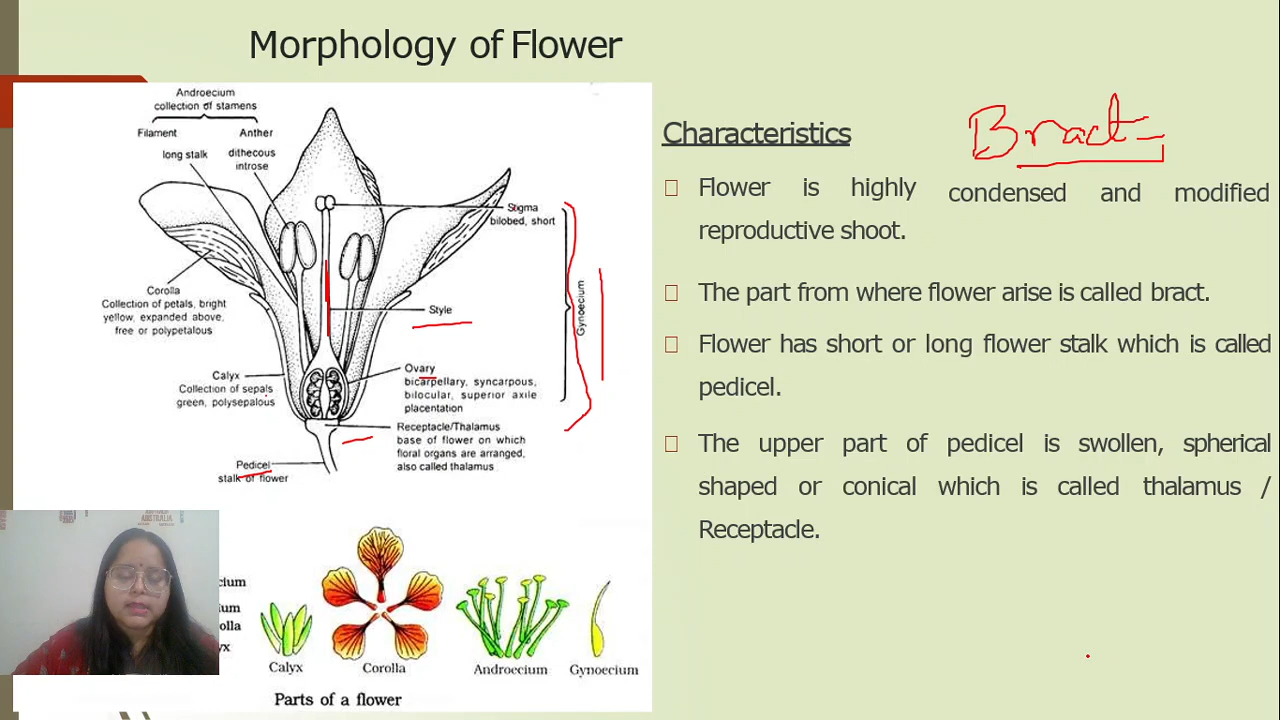 Morphology of Flower
Androecium
collection of stamens
Filament
Anther
long stalk
dithecous
introse
Stigma
bilobed, short
Corolla
Collection of petals, bright
yellow, expanded above,
free or polypetalous
Style
Gynoecium
Calyx
Collection of sepals
green, polysepalous
Ovary
bicarpellary, syncarpous,
bilocular, superior axile
placentation
Receptacle/Thalamus
base of flower on which
floral organs are arranged,
also called thalamus
Pedicel
stalk of flower
Calyx
Corolla
Androecium
Gynoecium
Parts of a flower
Bract
Characteristics
Flower is highly condensed and modified
reproductive shoot.
The part from where flower arise is called bract.
Flower has short or long flower stalk which is called
pedicel.
The upper part of pedicel is swollen, spherical
shaped or conical which is called thalamus /
Receptacle.